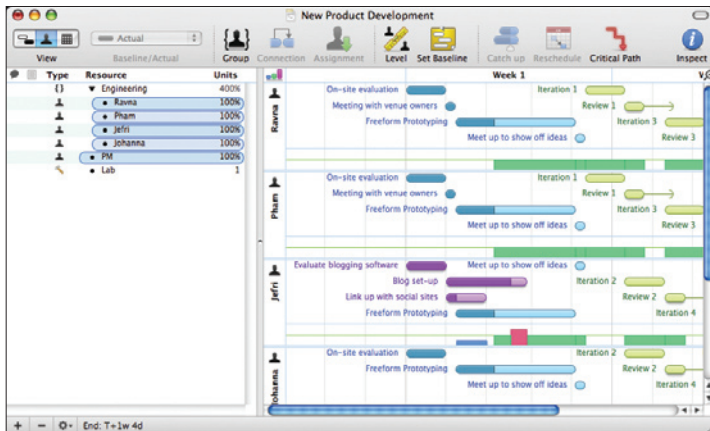 New Product Development
Actual
View
Baseline/Actual
Group
Connection
Assignment
Level
Set Baseline
Catch up
Reschedule
Critical Path
Inspect
Type Resource Units
{} Engineering 400%
Ravna 100%
Pham 100%
Jefri 100%
Johanna 100%
PM 100%
Lab 1
Week 1
Ravna
On-site evaluation Iteration 1
Meeting with venue owners Review 1
Freeform Prototyping Iteration 3
Meet up to show off ideas Review 3
Pham
On-site evaluation Iteration 1
Meeting with venue owners Review 1
Freeform Prototyping Iteration 3
Meet up to show off ideas Review 3
Jefri
Evaluate blogging software Meet up to show off ideas
Blog set-up Iteration 2
Link up with social sites Review 2
Freeform Prototyping Iteration 4
Johanna
On-site evaluation Iteration 2
Freeform Prototyping Review 2
Meet up to show off ideas Iteration 4
End: T+1w 4d